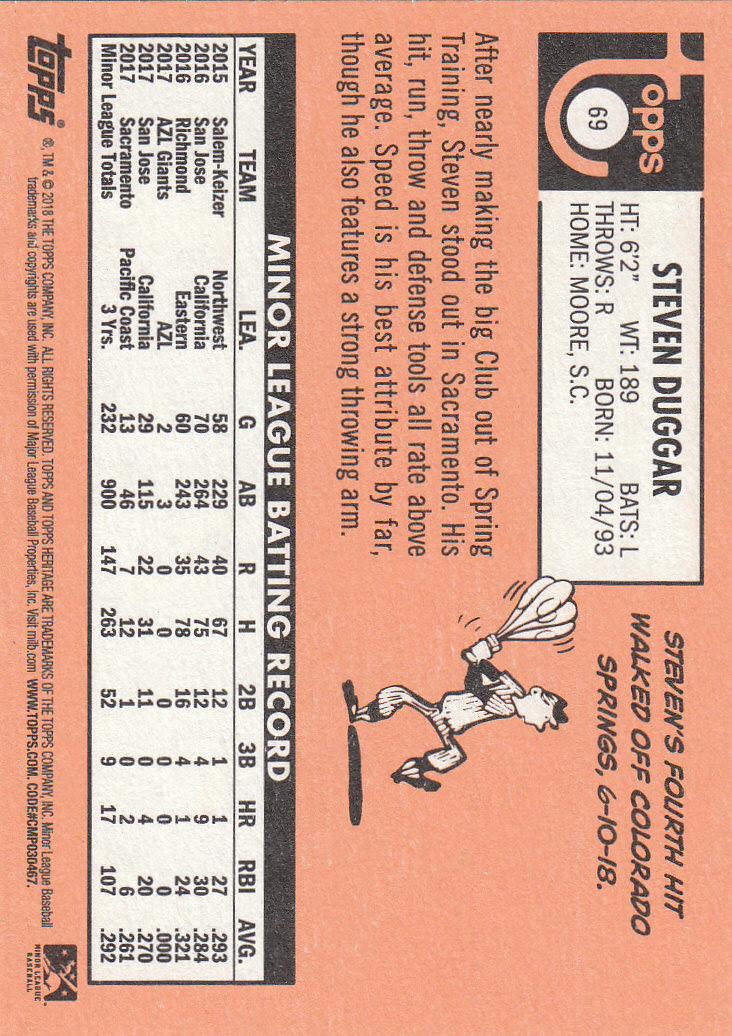 topps
69
STEVEN DUGGAR
HT: 6'2" WT: 189 BATS: L
THROWS: R BORN: 11/04/93
HOME: MOORE, S.C.
STEVEN'S FOURTH HIT
WALKED OFF COLORADO
SPRINGS, 6-10-18.
After nearly making the big Club out of Spring
Training, Steven stood out in Sacramento. His
hit, run, throw and defense tools all rate above
average. Speed is his best attribute by far,
though he also features a strong throwing arm.
MINOR LEAGUE BATTING RECORD
YEAR TEAM LEA. G AB R H 2B 3B HR RBI AVG.
2015 Salem-Keizer Northwest 58 229 40 67 12 1 1 27 .293
2016 San Jose California 70 264 43 75 12 4 9 30 .284
2016 Richmond Eastern 60 243 35 78 16 4 1 24 .321
2017 AZL Giants AZL 2 3 0 0 0 0 0 0 .000
2017 San Jose California 29 115 22 31 11 0 4 20 .270
2017 Sacramento Pacific Coast 13 46 7 12 1 0 2 6 .261
Minor League Totals 3 Yrs. 232 900 147 263 52 9 17 107 .292
topps®
®, TM & © 2018 THE TOPPS COMPANY, INC. ALL RIGHTS RESERVED. TOPPS AND TOPPS HERITAGE ARE TRADEMARKS OF THE TOPPS COMPANY, INC. Minor League Baseball
trademarks and copyrights are used with permission of Major League Baseball Properties, Inc. Visit milb.com WWW.TOPPS.COM. CODE#CMP030467.
MINOR LEAGUE
BASEBALL